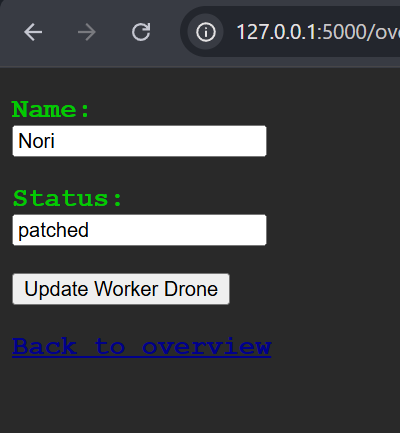 127.0.0.1:5000/ove
Name:
Nori
Status:
patched
Update Worker Drone
Back to overview